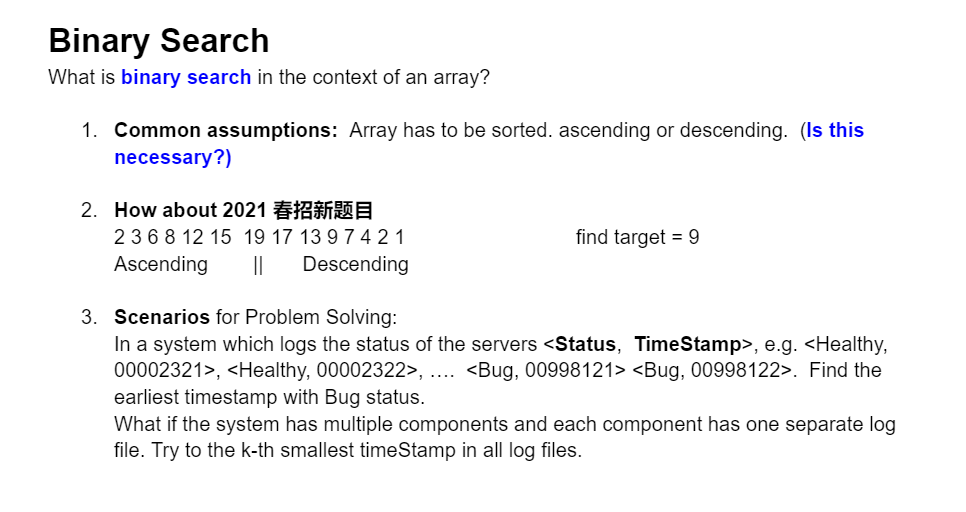 Binary Search
What is binary search in the context of an array?
1. Common assumptions: Array has to be sorted. ascending or descending. (Is this
necessary?)
2. How about 2021 春招新题目
2 3 6 8 12 15 19 17 13 9 7 4 2 1 find target = 9
Ascending || Descending
3. Scenarios for Problem Solving:
In a system which logs the status of the servers <Status, TimeStamp>, e.g. <Healthy,
00002321>, <Healthy, 00002322>, …. <Bug, 00998121> <Bug, 00998122>. Find the
earliest timestamp with Bug status.
What if the system has multiple components and each component has one separate log
file. Try to the k-th smallest timeStamp in all log files.